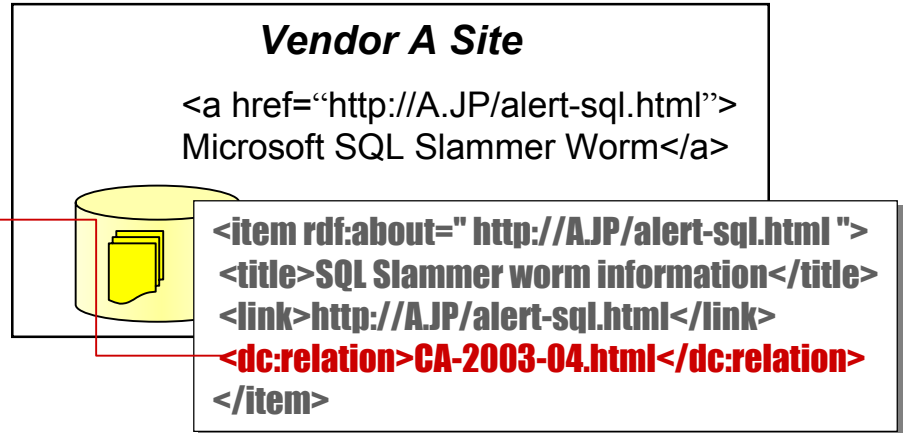 Vendor A Site
<a href=“http://A.JP/alert-sql.html”>
Microsoft SQL Slammer Worm</a>
<item rdf:about=" http://A.JP/alert-sql.html ">
<title>SQL Slammer worm information</title>
<link>http://A.JP/alert-sql.html</link>
<dc:relation>CA-2003-04.html</dc:relation>
</item>